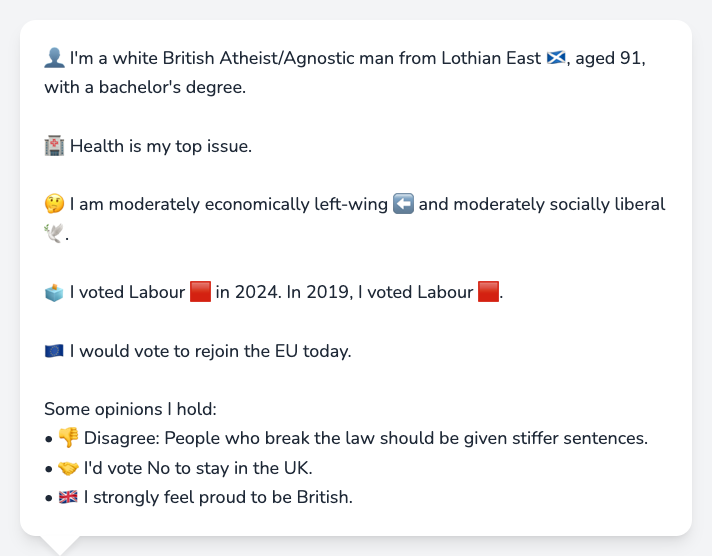 👤 I'm a white British Atheist/Agnostic man from Lothian East 🏴󠁧󠁢󠁳󠁣󠁴󠁿, aged 91,
with a bachelor's degree.
🏥 Health is my top issue.
🤔 I am moderately economically left-wing ⬅️ and moderately socially liberal
🕊️.
🗳️ I voted Labour 🟥 in 2024. In 2019, I voted Labour 🟥.
🇪🇺 I would vote to rejoin the EU today.
Some opinions I hold:
• 👎 Disagree: People who break the law should be given stiffer sentences.
• 🤝 I'd vote No to stay in the UK.
• 🇬🇧 I strongly feel proud to be British.